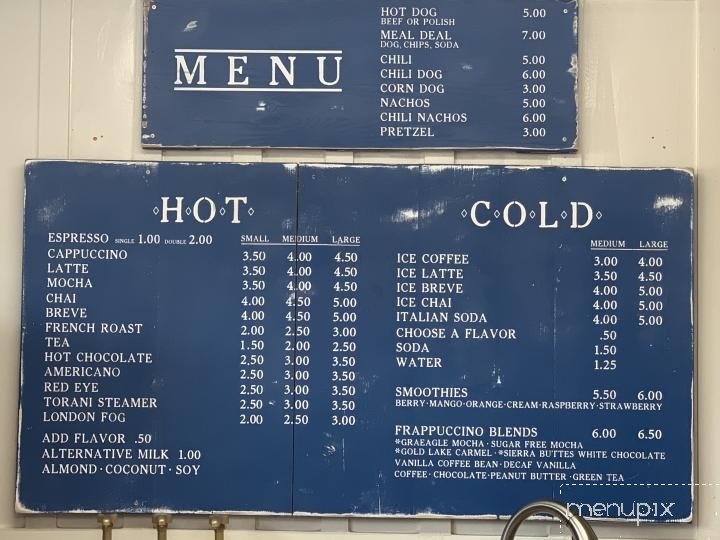 MENU
HOT DOG 5.00
BEEF OR POLISH
MEAL DEAL 7.00
DOG, CHIPS, SODA
CHILI 5.00
CHILI DOG 6.00
CORN DOG 3.00
NACHOS 5.00
CHILI NACHOS 6.00
PRETZEL 3.00
HOT
ESPRESSO SINGLE 1.00 DOUBLE 2.00 SMALL MEDIUM LARGE
CAPPUCCINO 3.50 4.00 4.50
LATTE 3.50 4.00 4.50
MOCHA 3.50 4.00 4.50
CHAI 4.00 4.50 5.00
BREVE 4.00 4.50 5.00
FRENCH ROAST 2.00 2.50 3.00
TEA 1.50 2.00 2.50
HOT CHOCOLATE 2.50 3.00 3.50
AMERICANO 2.50 3.00 3.50
RED EYE 2.50 3.00 3.50
TORANI STEAMER 2.50 3.00 3.50
LONDON FOG 2.00 2.50 3.00
ADD FLAVOR .50
ALTERNATIVE MILK 1.00
ALMOND · COCONUT · SOY
COLD
MEDIUM LARGE
ICE COFFEE 3.00 4.00
ICE LATTE 3.50 4.50
ICE BREVE 4.00 5.00
ICE CHAI 4.00 5.00
ITALIAN SODA 4.00 5.00
CHOOSE A FLAVOR .50
SODA 1.50
WATER 1.25
SMOOTHIES 5.50 6.00
BERRY·MANGO·ORANGE·CREAM·RASPBERRY·STRAWBERRY
FRAPPUCCINO BLENDS 6.00 6.50
*GRAEAGLE MOCHA · SUGAR FREE MOCHA
*GOLD LAKE CARMEL · *SIERRA BUTTES WHITE CHOCOLATE
VANILLA COFFEE BEAN · DECAF VANILLA
COFFEE · CHOCOLATE · PEANUT BUTTER · GREEN TEA
menupix